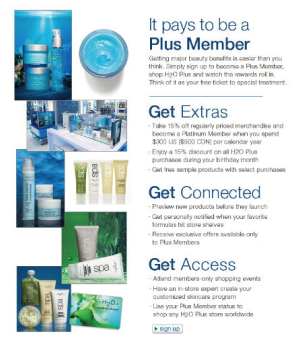 It pays to be a
Plus Member
Getting major beauty benefits is easier than you
think. Simply sign up to become a Plus Member,
shop H2O Plus and watch the rewards roll in.
Think of it as your free ticket to special treatment.
Get Extras
· Take 15% off regularly priced merchandise and
become a Platinum Member when you spend
$300 US ($500 CDN) per calendar year
· Enjoy a 15% discount on all H2O Plus
purchases during your birthday month
· Get free sample products with select purchases
Get Connected
· Preview new products before they launch
· Get personally notified when your favorite
formulas hit store shelves
· Receive exclusive offers available only
to Plus Members
Get Access
· Attend members-only shopping events
· Have an in-store expert create your
customized skincare program
· Use your Plus Member status to
shop any H2O Plus store worldwide
sign up
spa
spa
H2O+